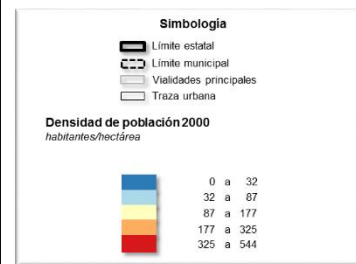 Simbología
Límite estatal
Límite municipal
Vialidades principales
Traza urbana
Densidad de población 2000
habitantes/hectárea
0 a 32
32 a 87
87 a 177
177 a 325
325 a 544